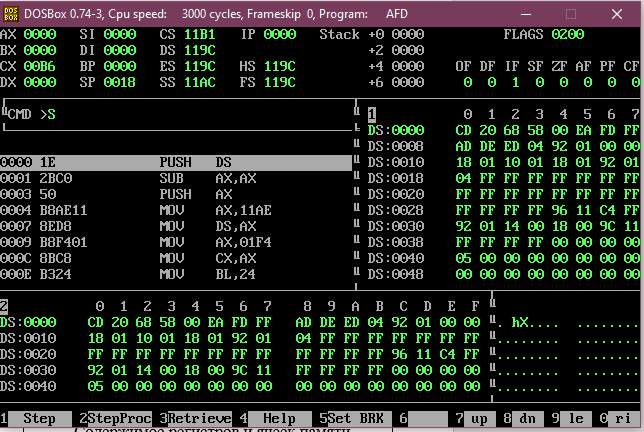 DOSBox 0.74-3, Cpu speed: 3000 cycles, Frameskip 0, Program: AFD
AX 0000 SI 0000 CS 11B1 IP 0000 Stack +0 0000 FLAGS 0200
BX 0000 DI 0000 DS 119C +2 0000
CX 00B6 BP 0000 ES 119C HS 119C +4 0000 OF DF IF SF ZF AF PF CF
DX 0000 SP 0018 SS 11AC FS 119C +6 0000 0 0 1 0 0 0 0 0
CMD >S
1 0 1 2 3 4 5 6 7
DS:0000 CD 20 68 58 00 EA FD FF
DS:0008 AD DE ED 04 92 01 00 00
DS:0010 18 01 10 01 18 01 92 01
DS:0018 04 FF FF FF FF FF FF FF
DS:0020 FF FF FF FF FF FF FF FF
DS:0028 FF FF FF FF 96 11 C4 FF
DS:0030 92 01 14 00 18 00 9C 11
DS:0038 FF FF FF FF 00 00 00 00
DS:0040 05 00 00 00 00 00 00 00
DS:0048 00 00 00 00 00 00 00 00
0000 1E PUSH DS
0001 2BC0 SUB AX,AX
0003 50 PUSH AX
0004 B8AE11 MOV AX,11AE
0007 8ED8 MOV DS,AX
0009 B8F401 MOV AX,01F4
000C 8BC8 MOV CX,AX
000E B324 MOV BL,24
2 0 1 2 3 4 5 6 7 8 9 A B C D E F
DS:0000 CD 20 68 58 00 EA FD FF AD DE ED 04 92 01 00 00 . hX.... ........
DS:0010 18 01 10 01 18 01 92 01 04 FF FF FF FF FF FF FF ........ ........
DS:0020 FF FF FF FF FF FF FF FF FF FF FF FF 96 11 C4 FF ........ ........
DS:0030 92 01 14 00 18 00 9C 11 FF FF FF FF 00 00 00 00 ........ ........
DS:0040 05 00 00 00 00 00 00 00 00 00 00 00 00 00 00 00 ........ ........
1 Step 2 StepProc 3 Retrieve 4 Help 5 Set BRK 6 7 up 8 dn 9 le 0 ri